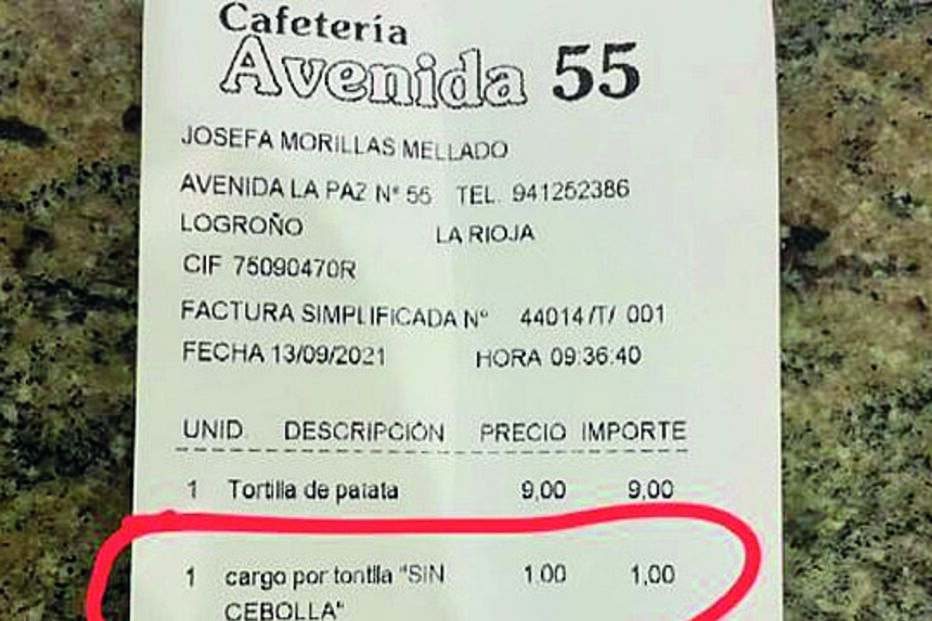 Cafetería
Avenida 55
JOSEFA MORILLAS MELLADO
AVENIDA LA PAZ Nº 55 TEL. 941252386
LOGROÑO LA RIOJA
CIF 75090470R
FACTURA SIMPLIFICADA Nº 44014/T/ 001
FECHA 13/09/2021 HORA 09:36:40
UNID. DESCRIPCIÓN PRECIO IMPORTE
1 Tortilla de patata 9,00 9,00
1 cargo por tontilla "SIN 1,00 1,00
CEBOLLA"